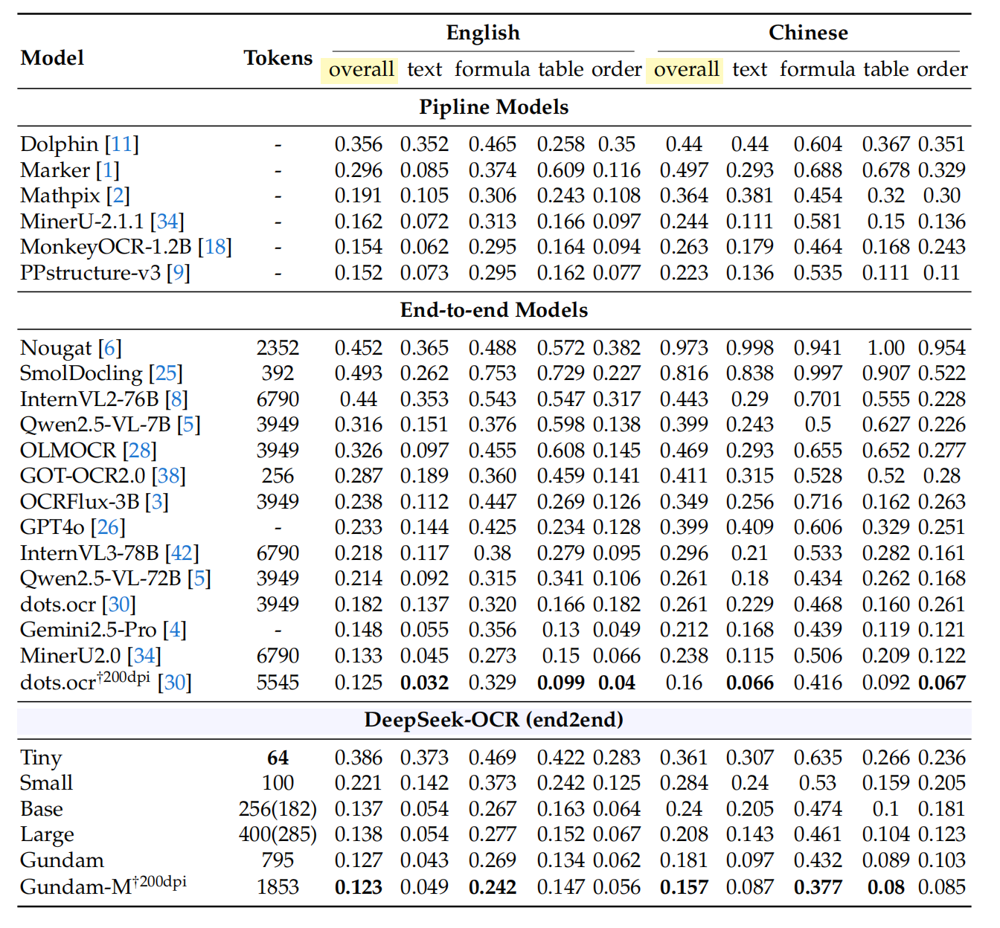 Model Tokens English Chinese
overall text formula table order overall text formula table order
Pipline Models
Dolphin [11] - 0.356 0.352 0.465 0.258 0.35 0.44 0.44 0.604 0.367 0.351
Marker [1] - 0.296 0.085 0.374 0.609 0.116 0.497 0.293 0.688 0.678 0.329
Mathpix [2] - 0.191 0.105 0.306 0.243 0.108 0.364 0.381 0.454 0.32 0.30
MinerU-2.1.1 [34] - 0.162 0.072 0.313 0.166 0.097 0.244 0.111 0.581 0.15 0.136
MonkeyOCR-1.2B [18] - 0.154 0.062 0.295 0.164 0.094 0.263 0.179 0.464 0.168 0.243
PPstructure-v3 [9] - 0.152 0.073 0.295 0.162 0.077 0.223 0.136 0.535 0.111 0.11
End-to-end Models
Nougat [6] 2352 0.452 0.365 0.488 0.572 0.382 0.973 0.998 0.941 1.00 0.954
SmolDocling [25] 392 0.493 0.262 0.753 0.729 0.227 0.816 0.838 0.997 0.907 0.522
InternVL2-76B [8] 6790 0.44 0.353 0.543 0.547 0.317 0.443 0.29 0.701 0.555 0.228
Qwen2.5-VL-7B [5] 3949 0.316 0.151 0.376 0.598 0.138 0.399 0.243 0.5 0.627 0.226
OLMOCR [28] 3949 0.326 0.097 0.455 0.608 0.145 0.469 0.293 0.655 0.652 0.277
GOT-OCR2.0 [38] 256 0.287 0.189 0.360 0.459 0.141 0.411 0.315 0.528 0.52 0.28
OCRFlux-3B [3] 3949 0.238 0.112 0.447 0.269 0.126 0.349 0.256 0.716 0.162 0.263
GPT4o [26] - 0.233 0.144 0.425 0.234 0.128 0.399 0.409 0.606 0.329 0.251
InternVL3-78B [42] 6790 0.218 0.117 0.38 0.279 0.095 0.296 0.21 0.533 0.282 0.161
Qwen2.5-VL-72B [5] 3949 0.214 0.092 0.315 0.341 0.106 0.261 0.18 0.434 0.262 0.168
dots.ocr [30] 3949 0.182 0.137 0.320 0.166 0.182 0.261 0.229 0.468 0.160 0.261
Gemini2.5-Pro [4] - 0.148 0.055 0.356 0.13 0.049 0.212 0.168 0.439 0.119 0.121
MinerU2.0 [34] 6790 0.133 0.045 0.273 0.15 0.066 0.238 0.115 0.506 0.209 0.122
dots.ocr†200dpi [30] 5545 0.125 0.032 0.329 0.099 0.04 0.16 0.066 0.416 0.092 0.067
DeepSeek-OCR (end2end)
Tiny 64 0.386 0.373 0.469 0.422 0.283 0.361 0.307 0.635 0.266 0.236
Small 100 0.221 0.142 0.373 0.242 0.125 0.284 0.24 0.53 0.159 0.205
Base 256(182) 0.137 0.054 0.267 0.163 0.064 0.24 0.205 0.474 0.1 0.181
Large 400(285) 0.138 0.054 0.277 0.152 0.067 0.208 0.143 0.461 0.104 0.123
Gundam 795 0.127 0.043 0.269 0.134 0.062 0.181 0.097 0.432 0.089 0.103
Gundam-M†200dpi 1853 0.123 0.049 0.242 0.147 0.056 0.157 0.087 0.377 0.08 0.085